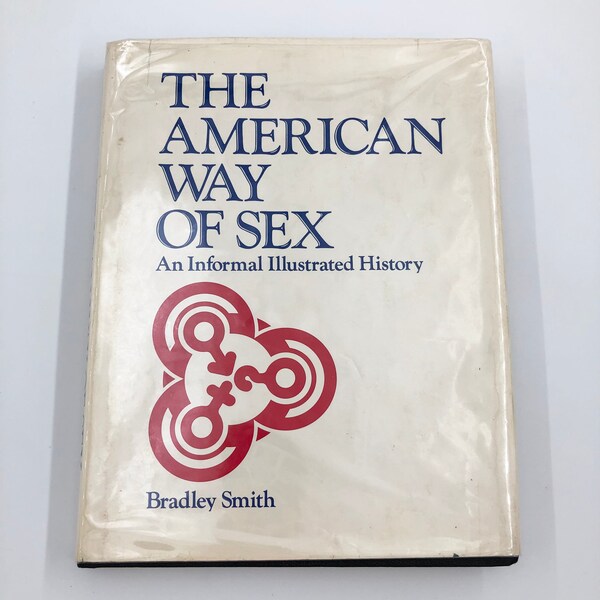 THE
AMERICAN
WAY
OF SEX
An Informal Illustrated History
Bradley Smith